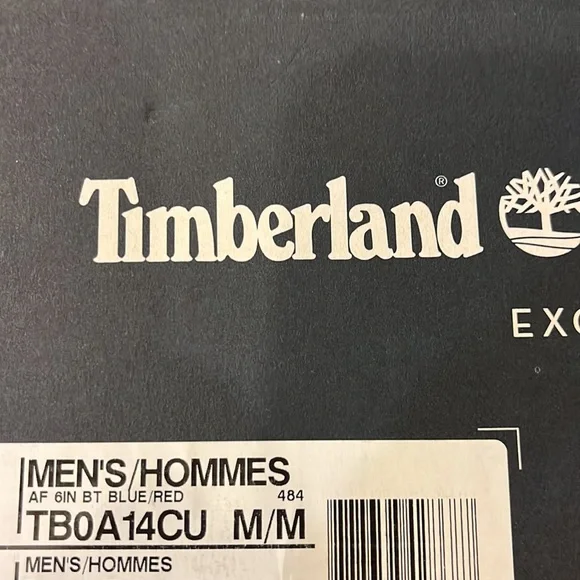 Timberland®
EXC
MEN'S/HOMMES
AF 6IN BT BLUE/RED 484
TB0A14CU M/M
MEN'S/HOMMES